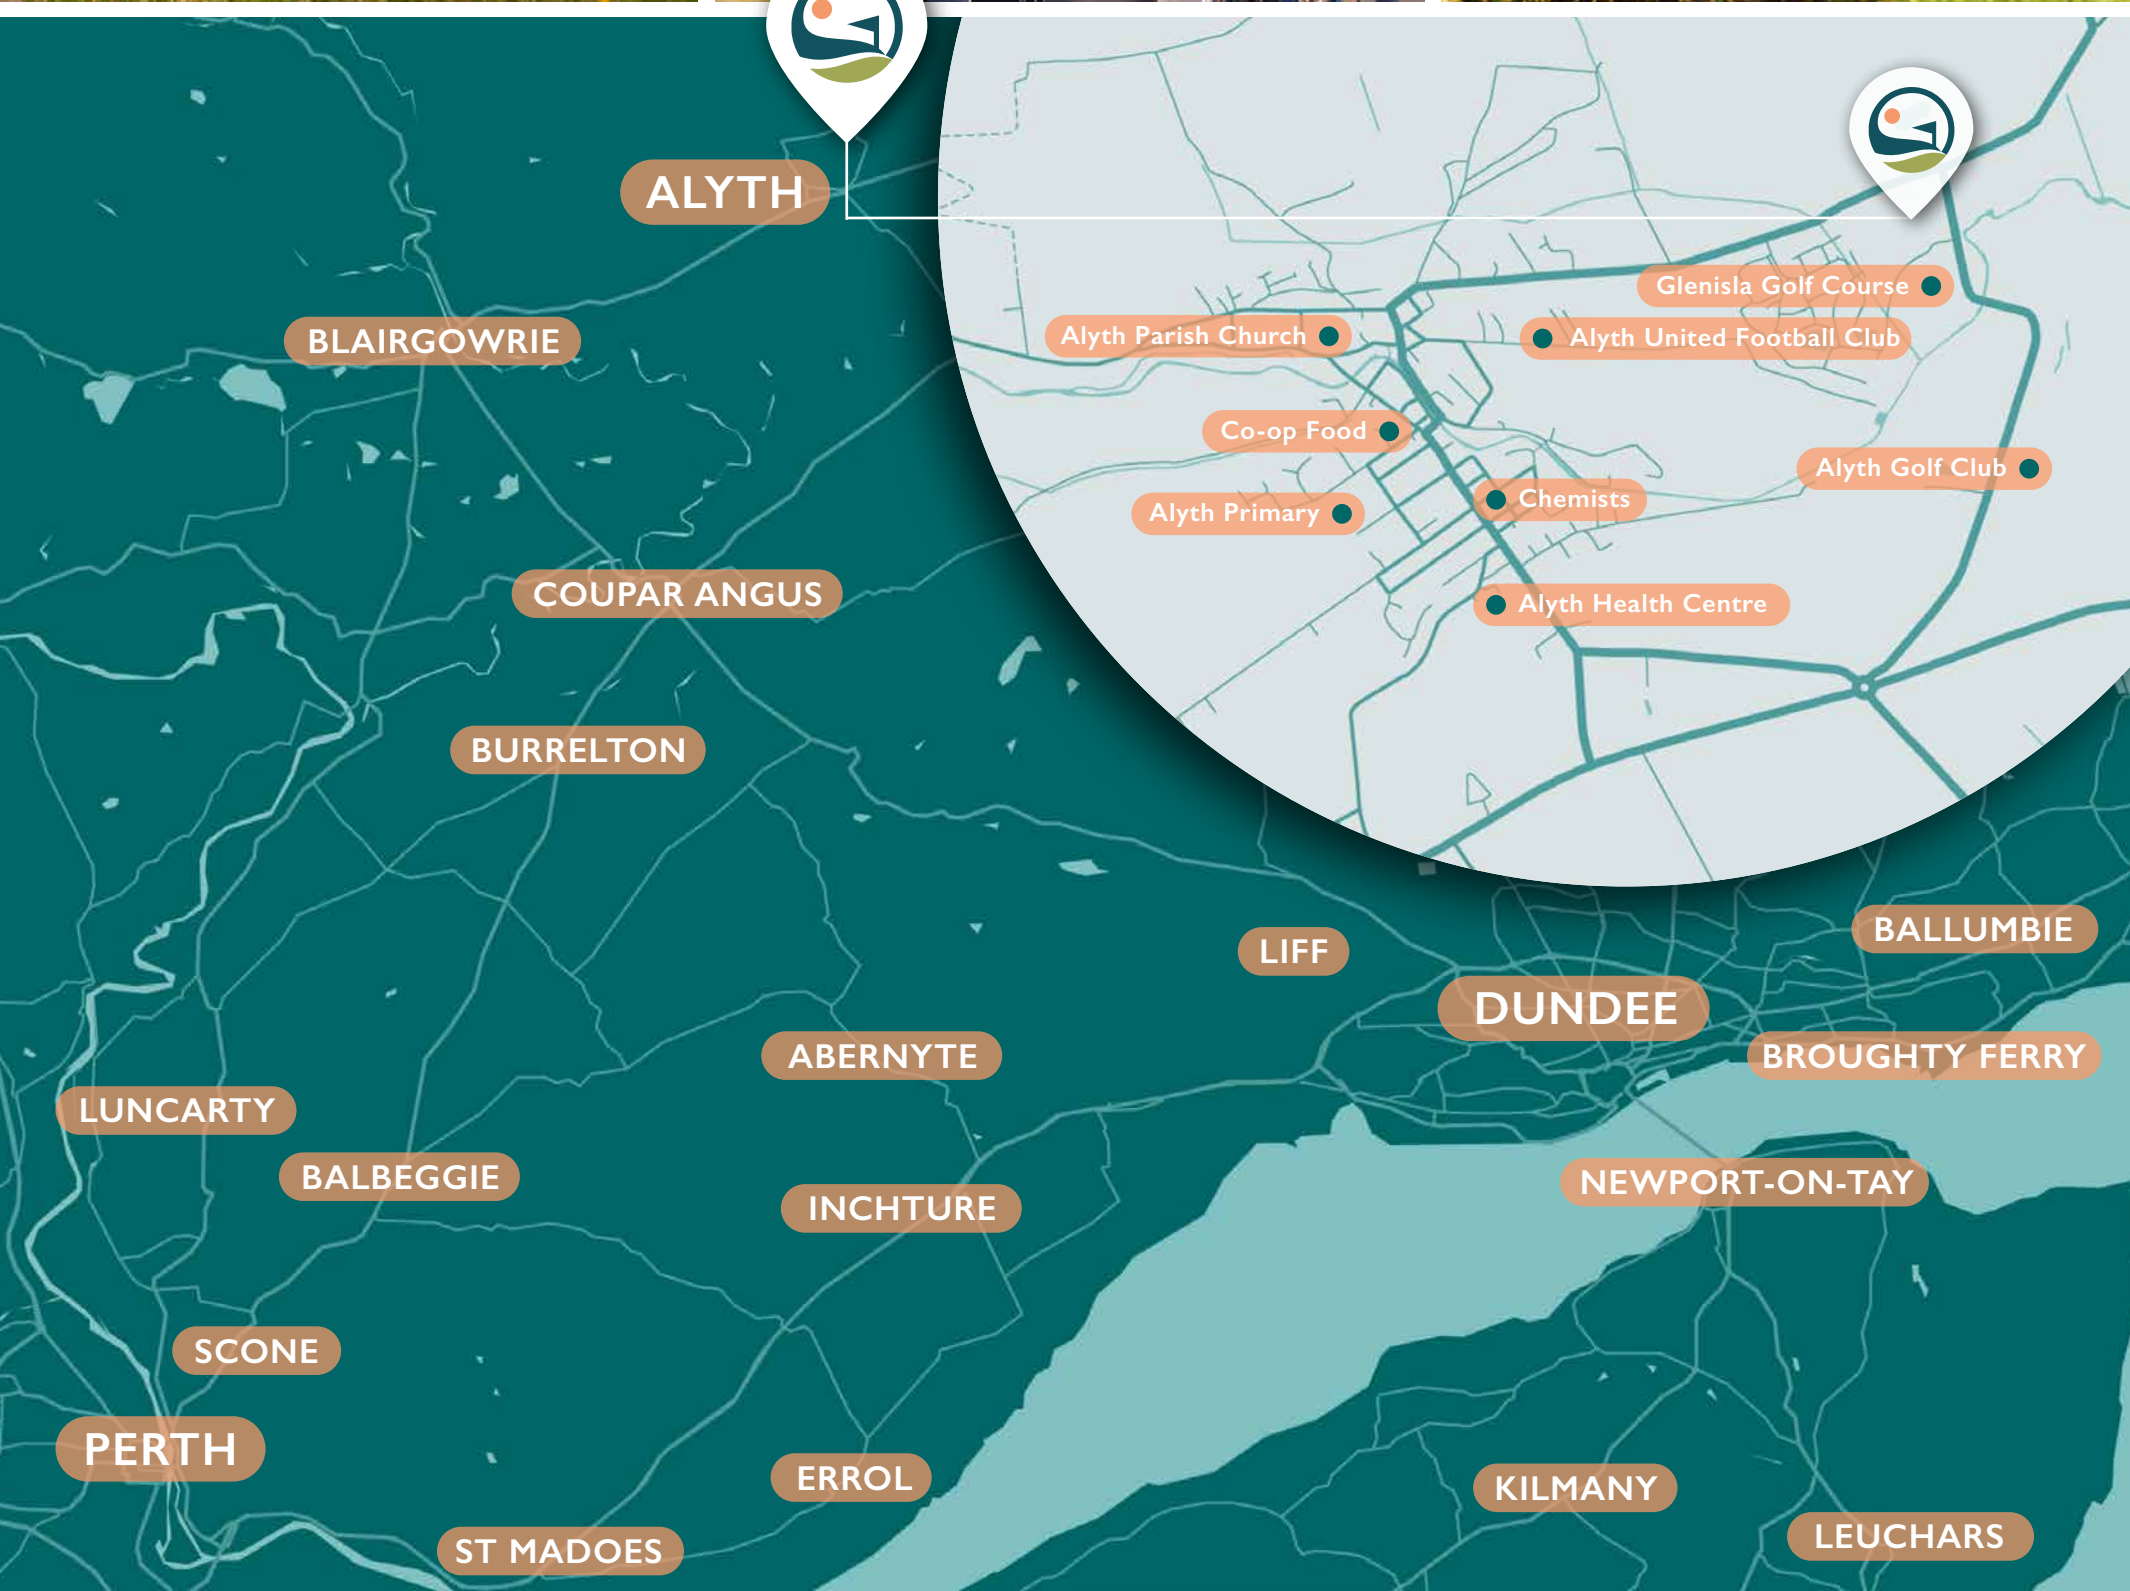 ALYTH
Glenisla Golf Course
Alyth Parish Church
Alyth United Football Club
BLAIRGOWRIE
Co-op Food
Alyth Golf Club
Chemists
Alyth Primary
COUPAR ANGUS
Alyth Health Centre
BURRELTON
BALLUMBIE
LIFF
DUNDEE
ABERNYTE
BROUGHTY FERRY
LUNCARTY
BALBEGGIE
NEWPORT-ON-TAY
INCHTURE
SCONE
PERTH
ERROL
KILMANY
LEUCHARS
ST MADOES